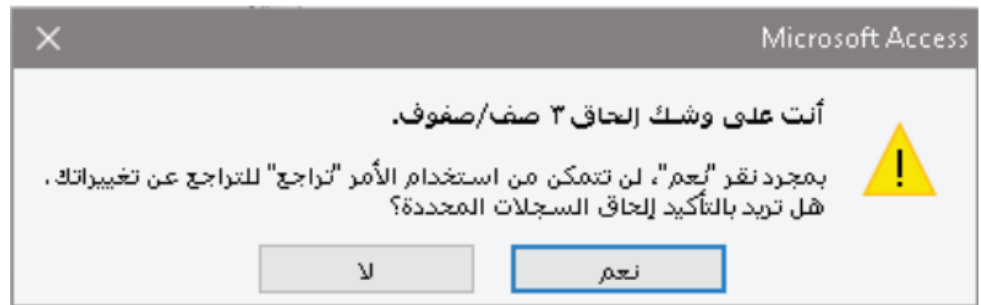 Microsoft Access
أنت على وشك إلحاق ٣ صف/صفوف.
بمجرد نقر "نعم"، لن تتمكن من استخدام الأمر "تراجع" للتراجع عن تغييراتك.
هل تريد بالتأكيد إلحاق السجلات المحددة؟
نعم
لا